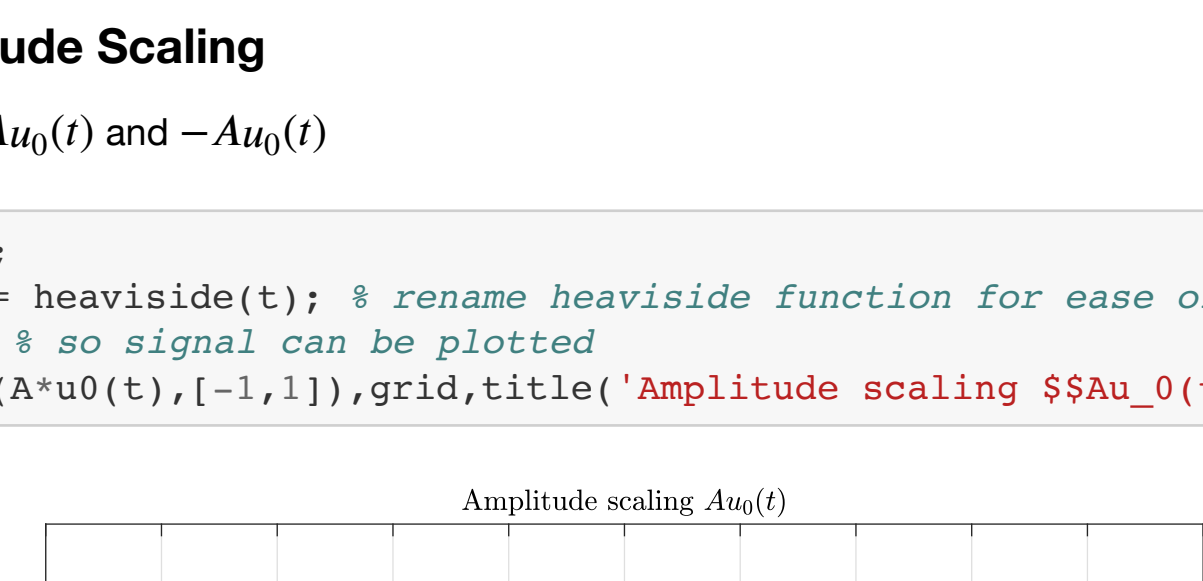 ude Scaling
Au₀(t) and −Au₀(t)
;
= heaviside(t); % rename heaviside function for ease o
% so signal can be plotted
(A*u0(t),[-1,1]),grid,title('Amplitude scaling $$Au_0(
Amplitude scaling Au₀(t)